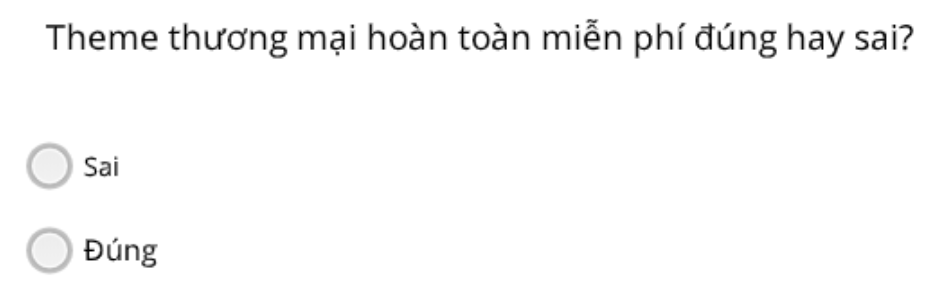 Theme thương mại hoàn toàn miễn phí đúng hay sai?
Sai
Đúng